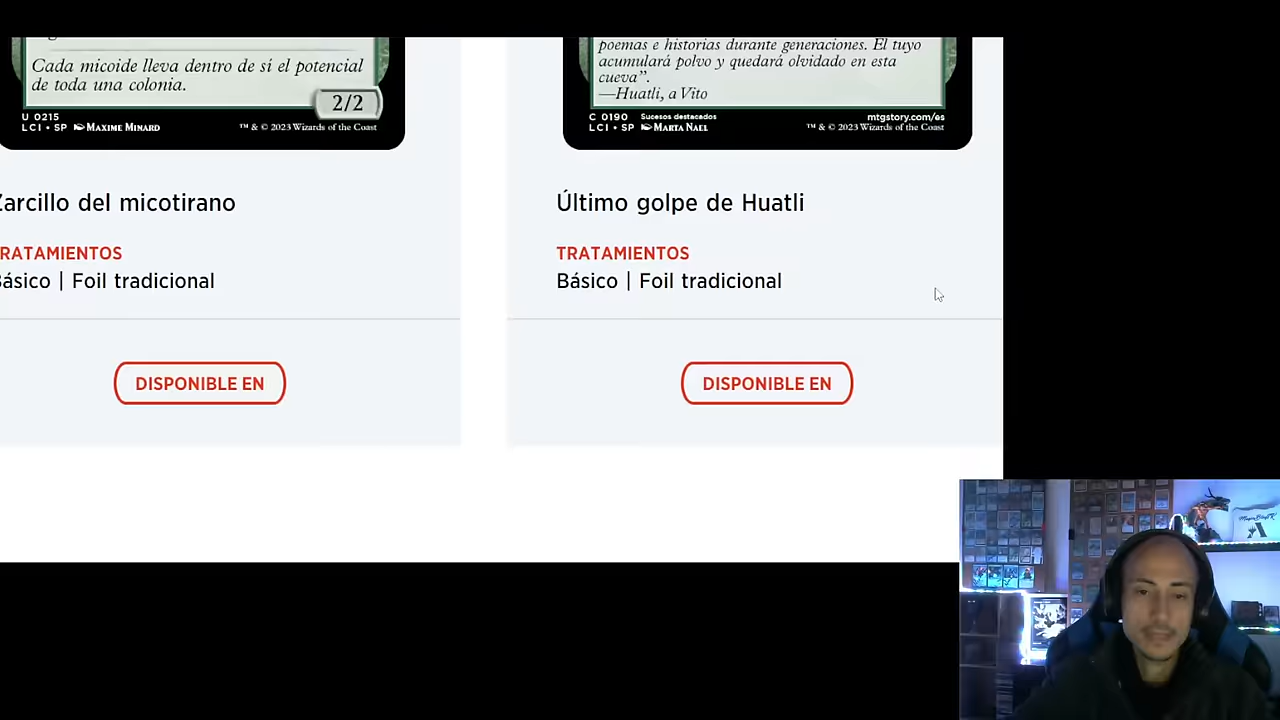 Cada micoide lleva dentro de sí el potencial
de toda una colonia.
2/2
U 0215
LCI • SP MAXIME MINARD
™ & © 2023 Wizards of the Coast
poemas e historias durante generaciones. El tuyo
acumulará polvo y quedará olvidado en esta
cueva”.
—Huatli, a Vito
C 0190 Sucesos destacados mtgstory.com/es
LCI • SP MARTA NAEL ™ & © 2023 Wizards of the Coast
Zarcillo del micotirano
RATAMIENTOS
Básico | Foil tradicional
DISPONIBLE EN
Último golpe de Huatli
TRATAMIENTOS
Básico | Foil tradicional
DISPONIBLE EN